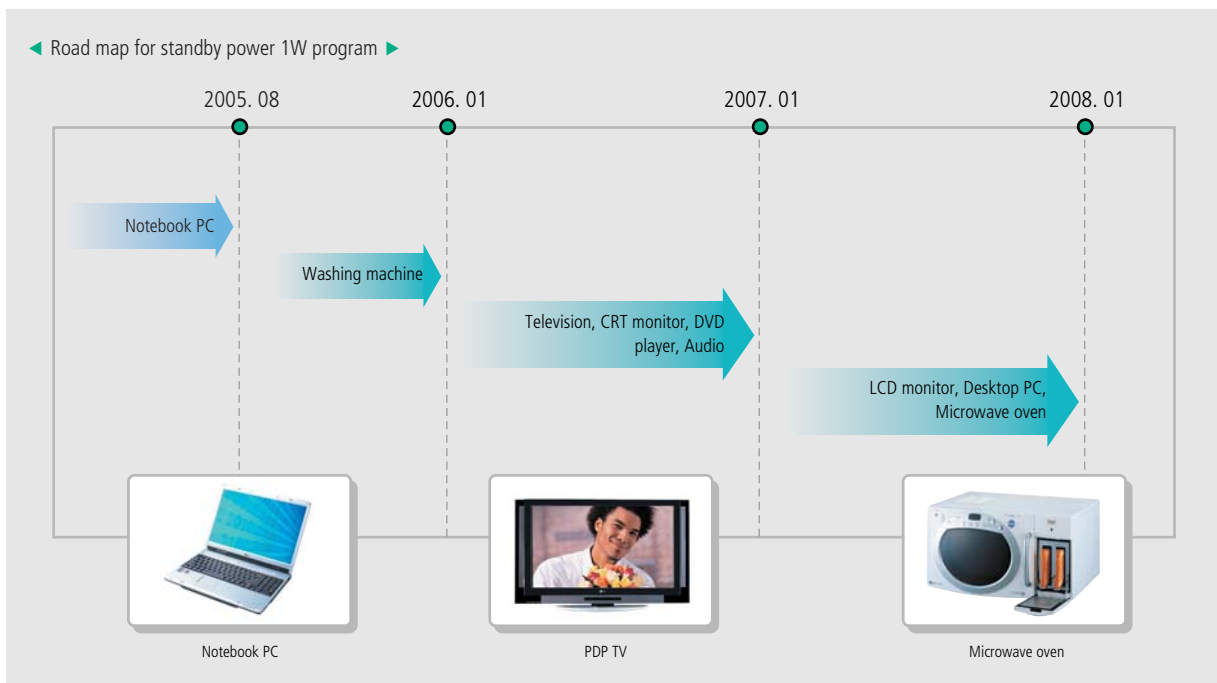 ◀ Road map for standby power 1W program ▶
2005. 08
2006. 01
2007. 01
2008. 01
Notebook PC
Washing machine
Television, CRT monitor, DVD
player, Audio
LCD monitor, Desktop PC,
Microwave oven
Notebook PC
PDP TV
Microwave oven